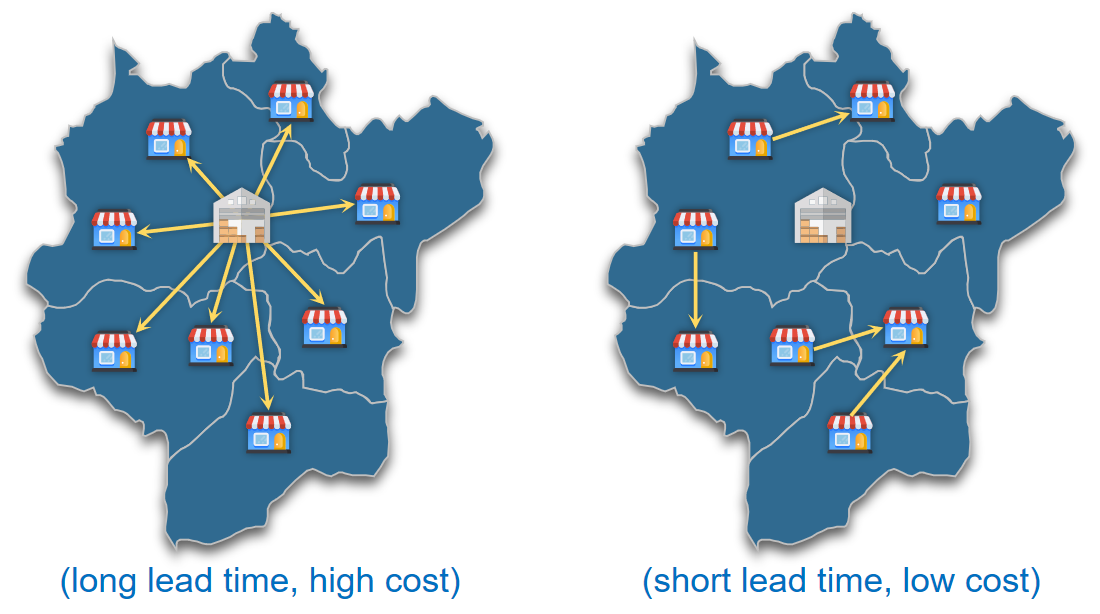 (long lead time, high cost)
(short lead time, low cost)